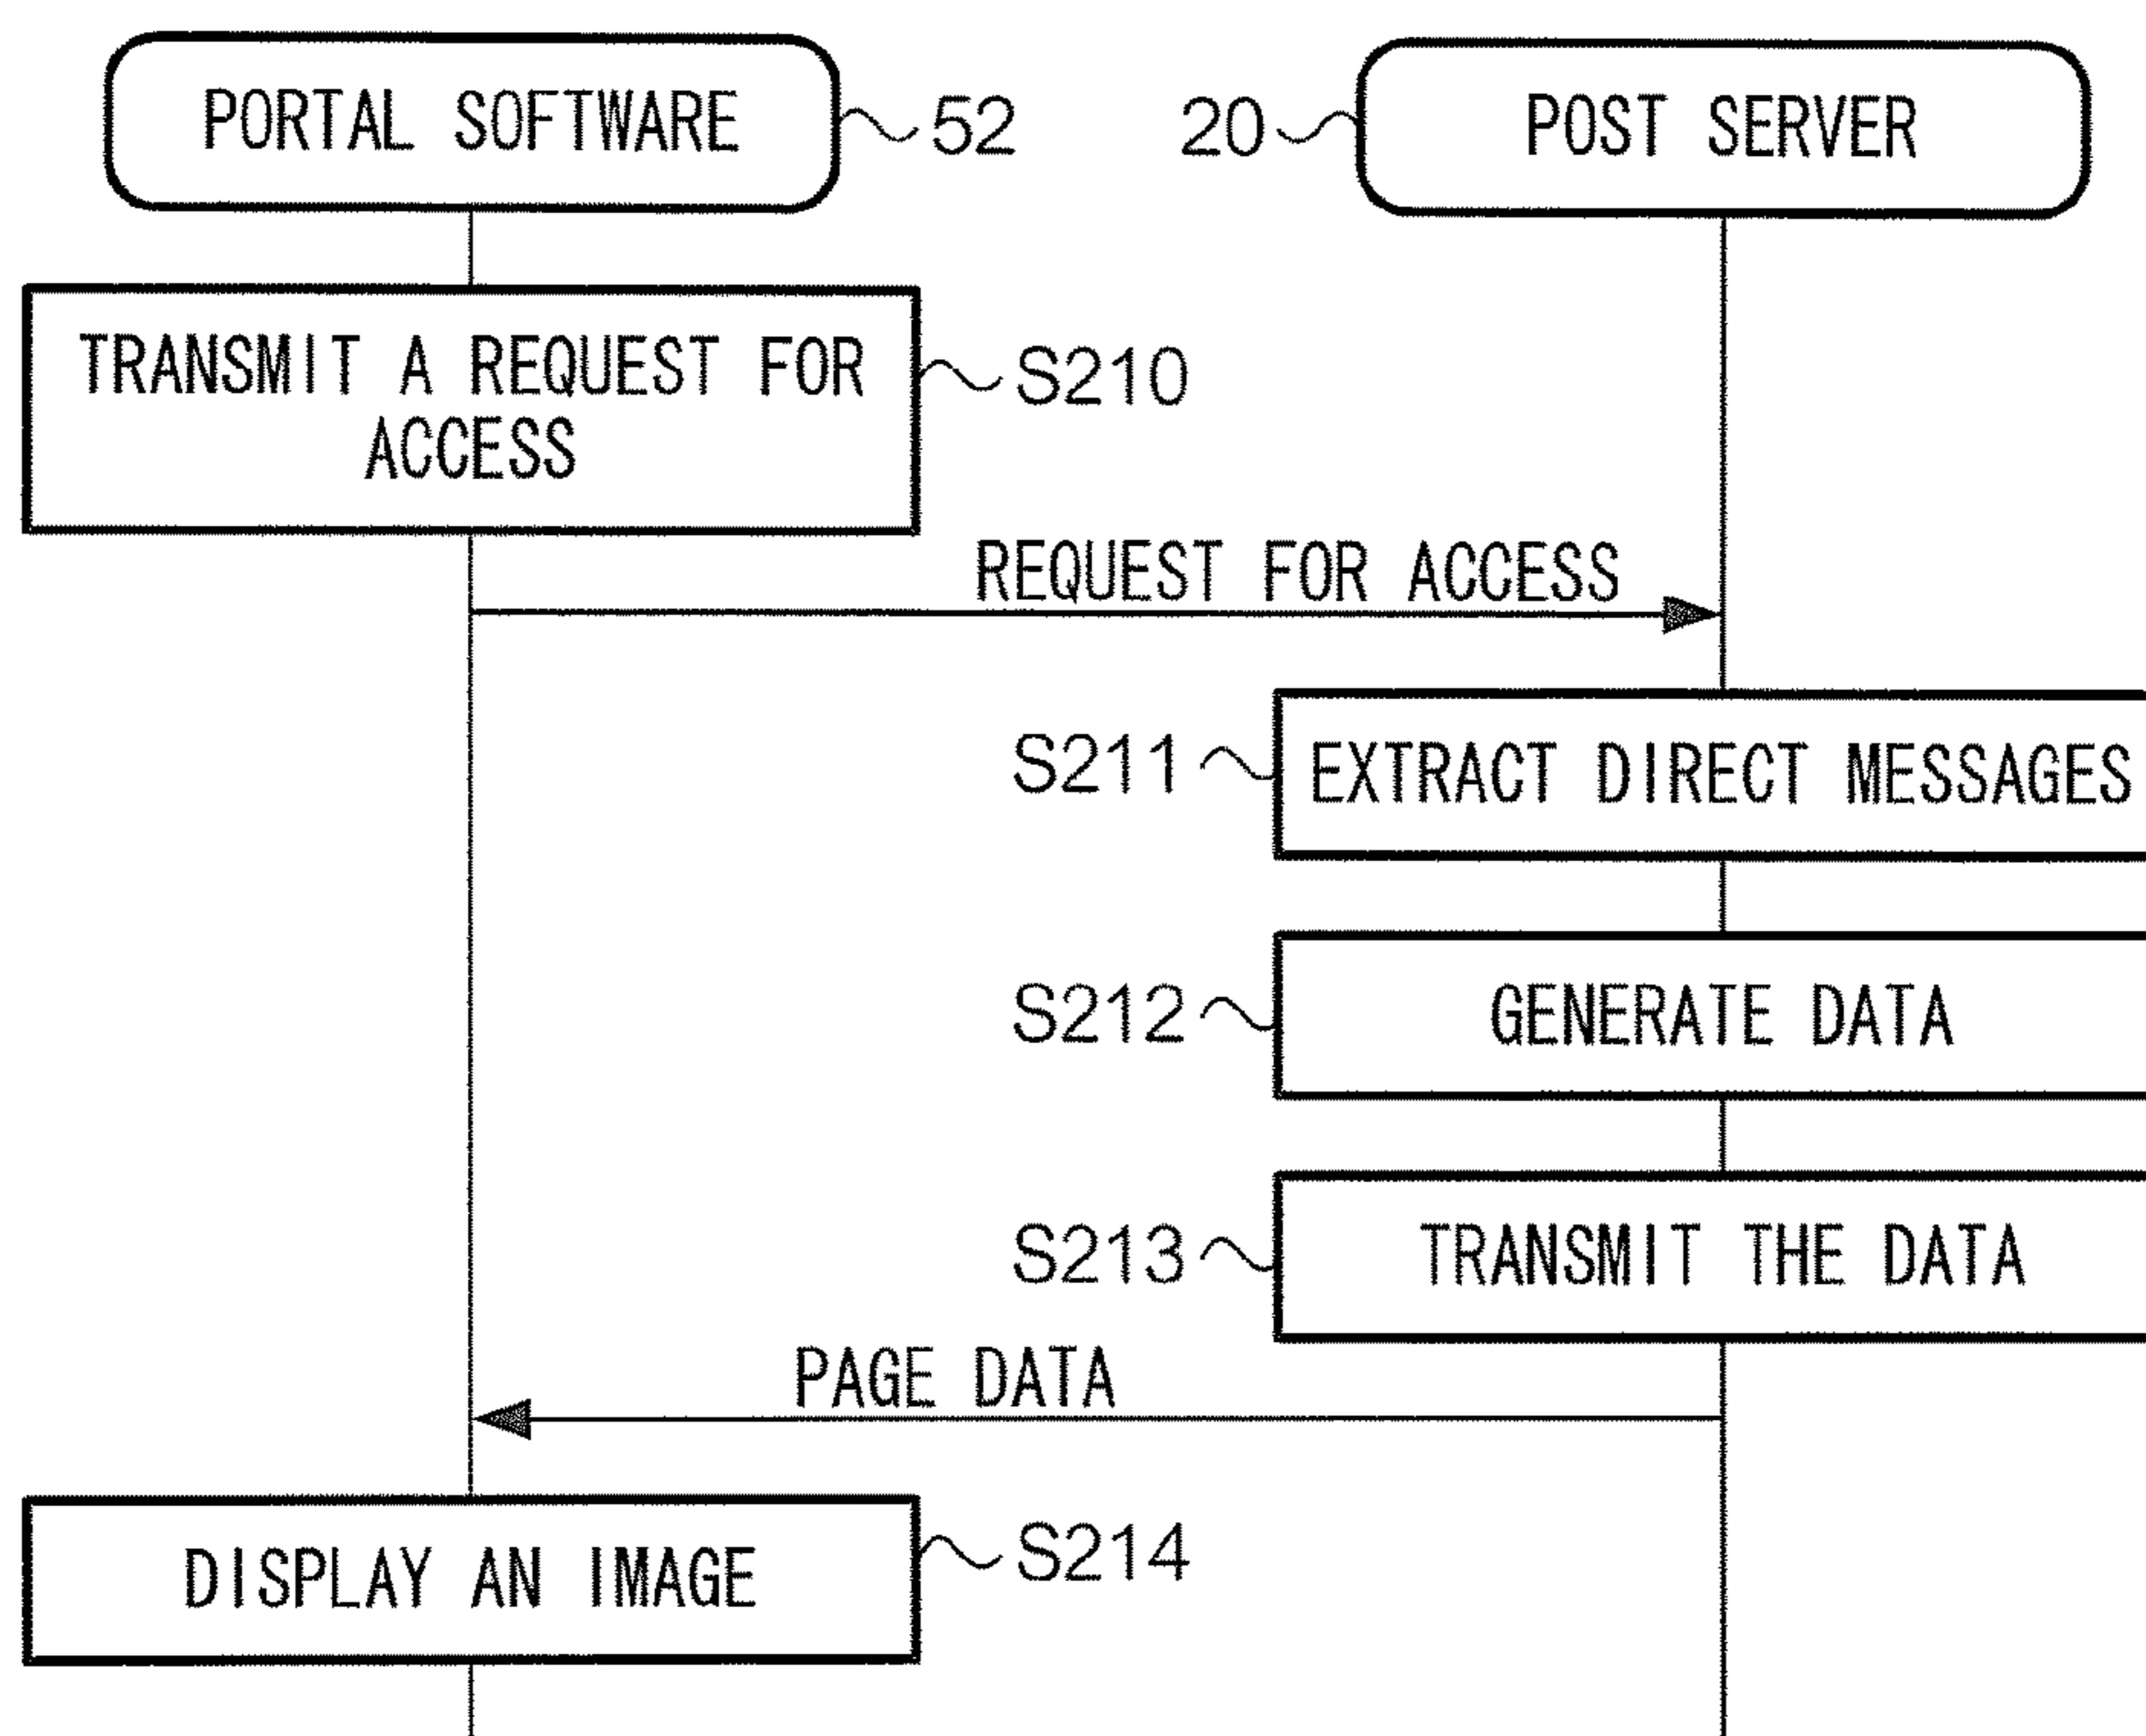 PORTAL SOFTWARE
52
20
POST SERVER
TRANSMIT A REQUEST FOR
ACCESS
S210
REQUEST FOR ACCESS
S211
EXTRACT DIRECT MESSAGES
S212
GENERATE DATA
S213
TRANSMIT THE DATA
PAGE DATA
DISPLAY AN IMAGE
S214